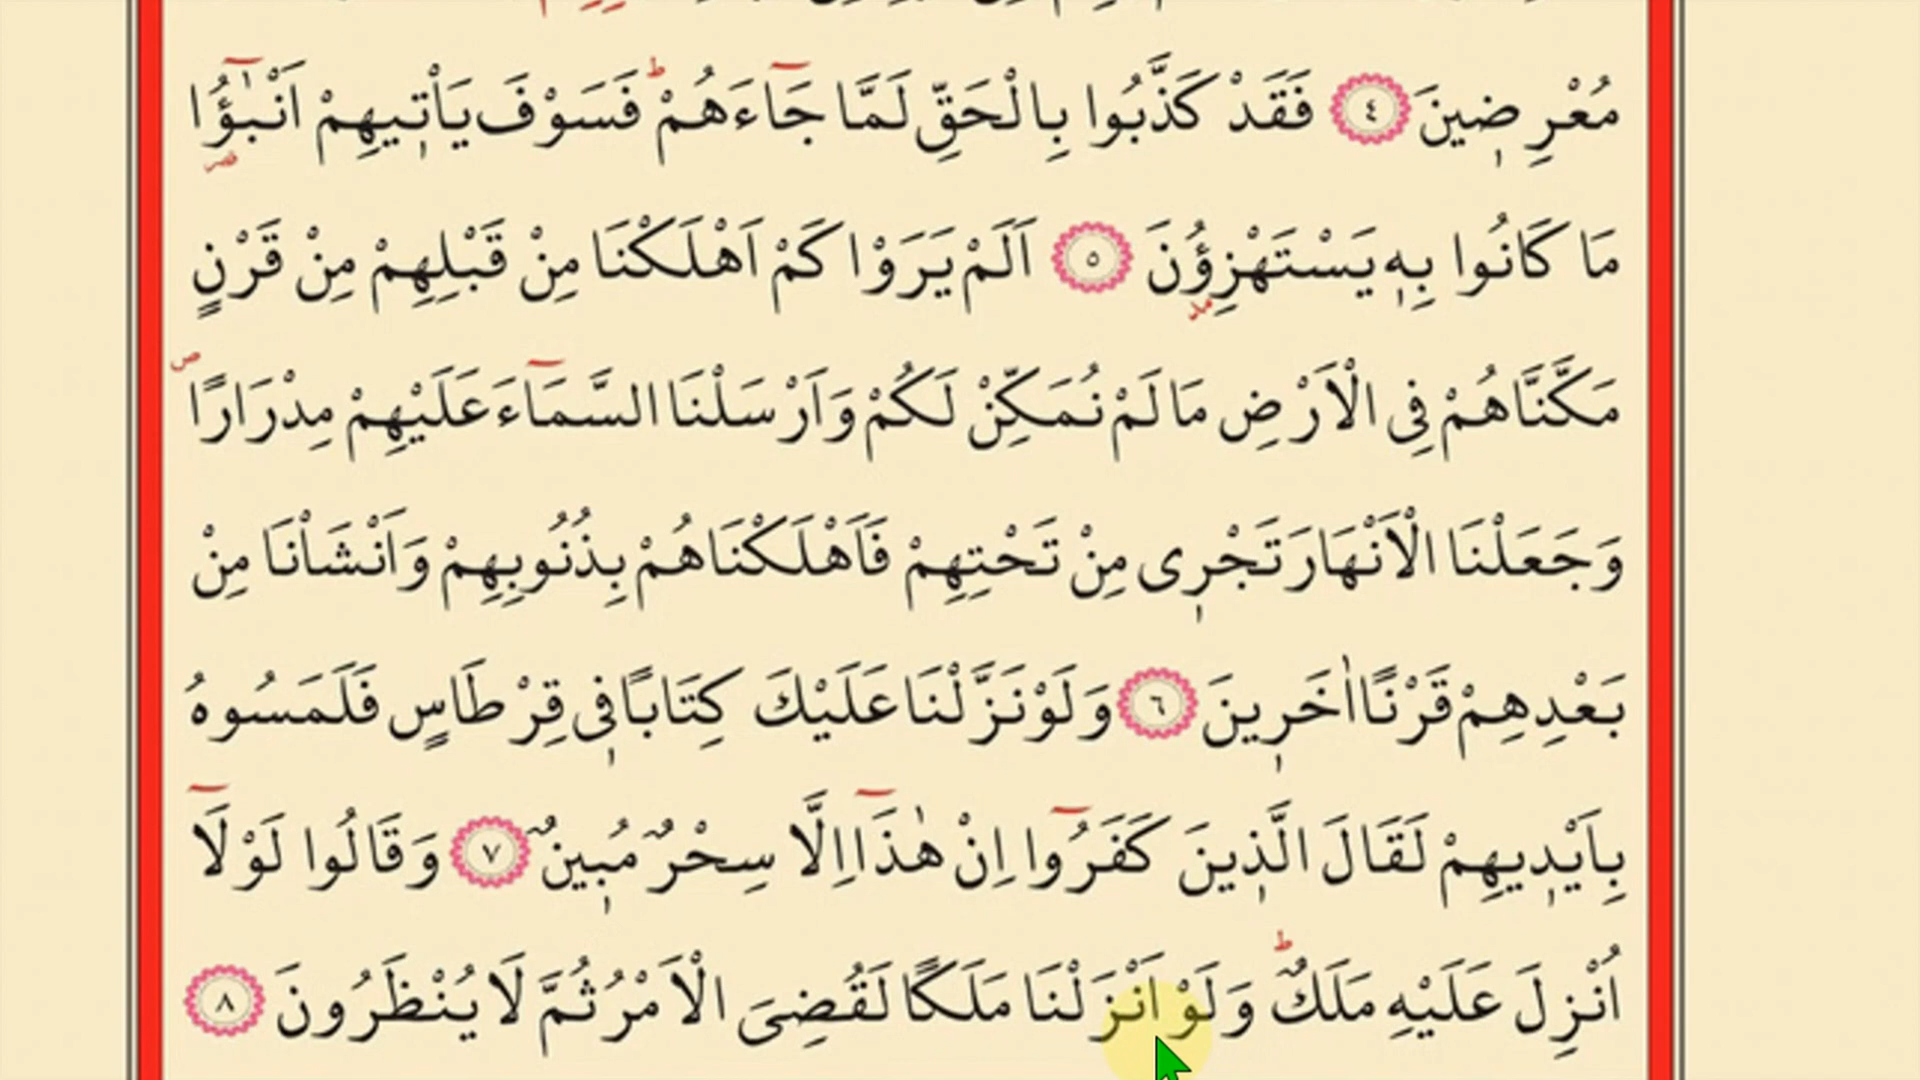 مُعْرِضٖينَ ﴿٤﴾ فَقَدْ كَذَّبُوا بِالْحَقِّ لَمَّا جَٓاءَهُمْؕ فَسَوْفَ يَأْتٖيهِمْ اَنْبٰٓؤُ۬ا
مَا كَانُوا بِهٖ يَسْتَهْزِؤُ۫نَ ﴿٥﴾ اَلَمْ يَرَوْا كَمْ اَهْلَكْنَا مِنْ قَبْلِهِمْ مِنْ قَرْنٍ
مَكَّنَّاهُمْ فِى الْاَرْضِ مَا لَمْ نُمَكِّنْ لَكُمْ وَاَرْسَلْنَا السَّمَٓاءَ عَلَيْهِمْ مِدْرَارًاࣕ
وَجَعَلْنَا الْاَنْهَارَ تَجْرٖى مِنْ تَحْتِهِمْ فَاَهْلَكْنَاهُمْ بِذُنُوبِهِمْ وَاَنْشَأْنَا مِنْ
بَعْدِهِمْ قَرْنًا اٰخَرٖينَ ﴿٦﴾ وَلَوْ نَزَّلْنَا عَلَيْكَ كِتَابًا فٖى قِرْطَاسٍ فَلَمَسُوهُ
بِاَيْدٖيهِمْ لَقَالَ الَّذٖينَ كَفَرُٓوا اِنْ هٰذَٓا اِلَّا سِحْرٌ مُبٖينٌ ﴿٧﴾ وَقَالُوا لَوْلَٓا
اُنْزِلَ عَلَيْهِ مَلَكٌؕ وَلَوْ اَنْزَلْنَا مَلَكًا لَقُضِىَ الْاَمْرُ ثُمَّ لَا يُنْظَرُونَ ﴿٨﴾